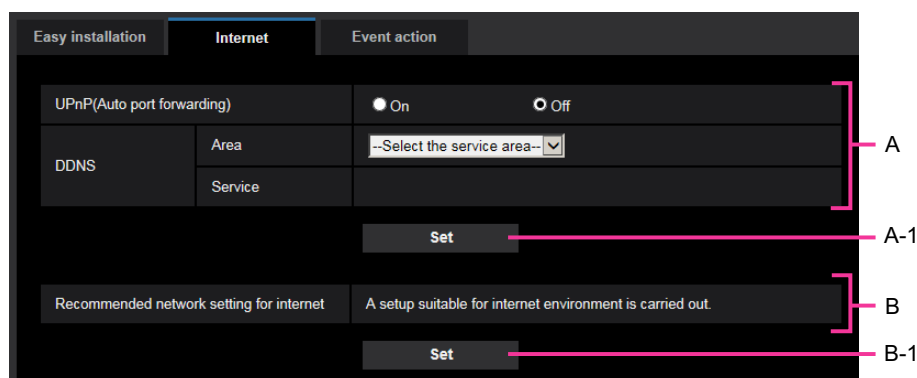 Easy installation Internet Event action
UPnP(Auto port forwarding) On Off
A
DDNS Area --Select the service area--
Service
Set A-1
Recommended network setting for internet A setup suitable for internet environment is carried out. B
Set B-1